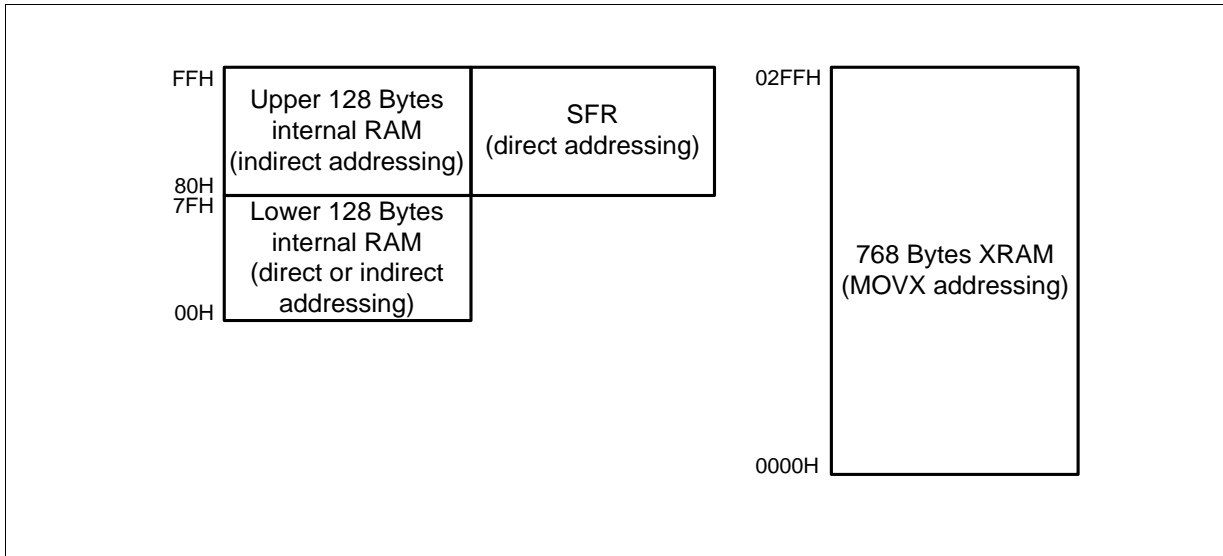 FFH
Upper 128 Bytes
internal RAM
(indirect addressing)
SFR
(direct addressing)
80H
7FH
Lower 128 Bytes
internal RAM
(direct or indirect
addressing)
00H
02FFH
768 Bytes XRAM
(MOVX addressing)
0000H